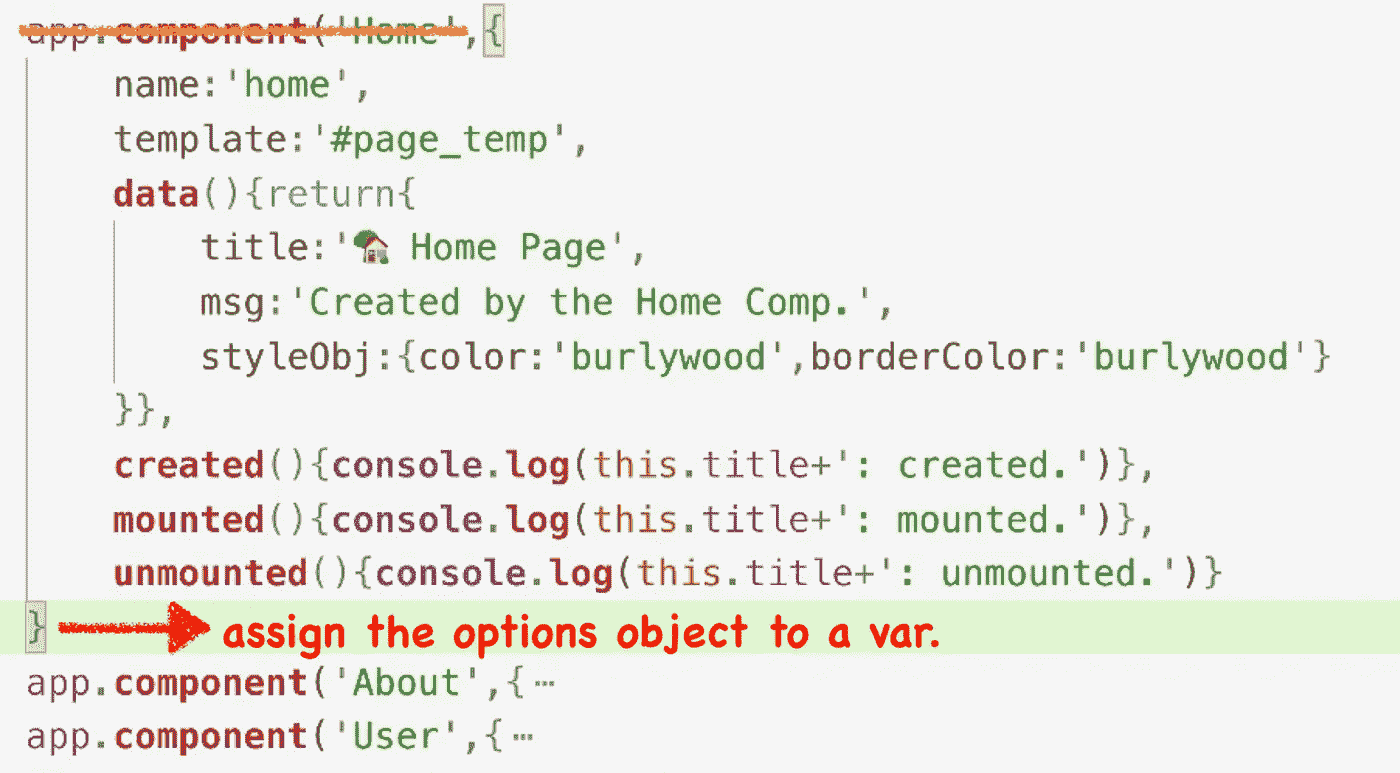 app.component('Home',{
name:'home',
template:'#page_temp',
data(){return{
title:'🏡 Home Page',
msg:'Created by the Home Comp.',
styleObj:{color:'burlywood',borderColor:'burlywood'}
}},
created(){console.log(this.title+': created.')},
mounted(){console.log(this.title+': mounted.')},
unmounted(){console.log(this.title+': unmounted.')}
} assign the options object to a var.
app.component('About',{⋯
app.component('User',{⋯